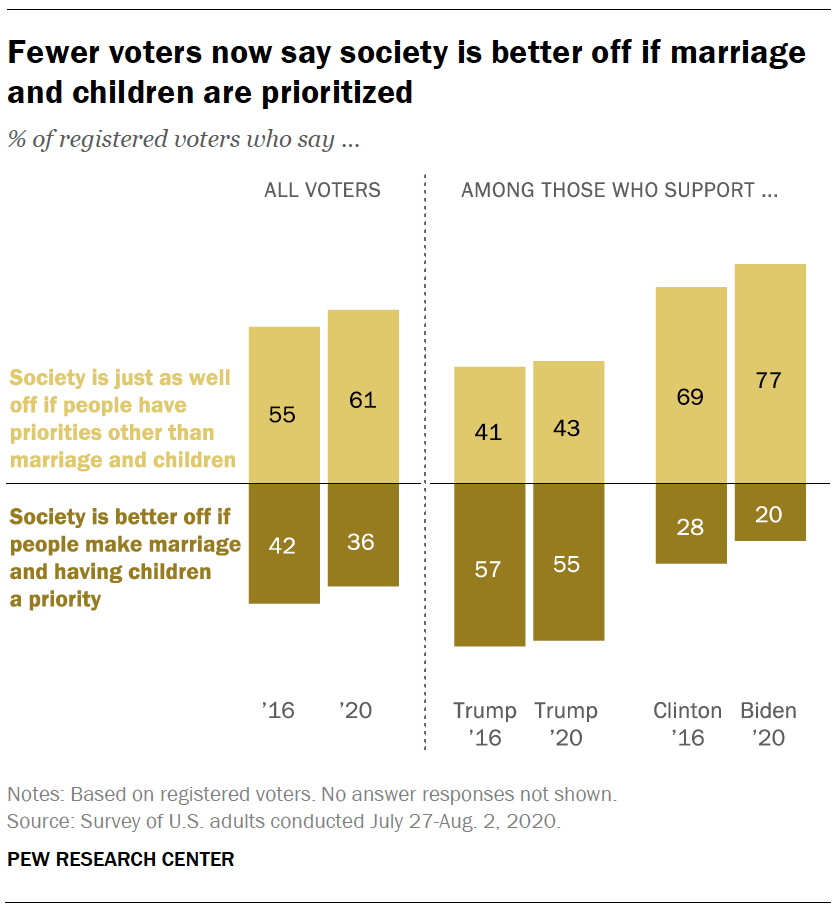 Fewer voters now say society is better off if marriage
and children are prioritized
% of registered voters who say ...
ALL VOTERS
AMONG THOSE WHO SUPPORT ...
Society is just as well
off if people have
priorities other than
marriage and children
55
61
41
43
69
77
Society is better off if
people make marriage
and having children
a priority
42
36
57
55
28
20
’16
’20
Trump
’16
Trump
’20
Clinton
’16
Biden
’20
Notes: Based on registered voters. No answer responses not shown.
Source: Survey of U.S. adults conducted July 27-Aug. 2, 2020.
PEW RESEARCH CENTER